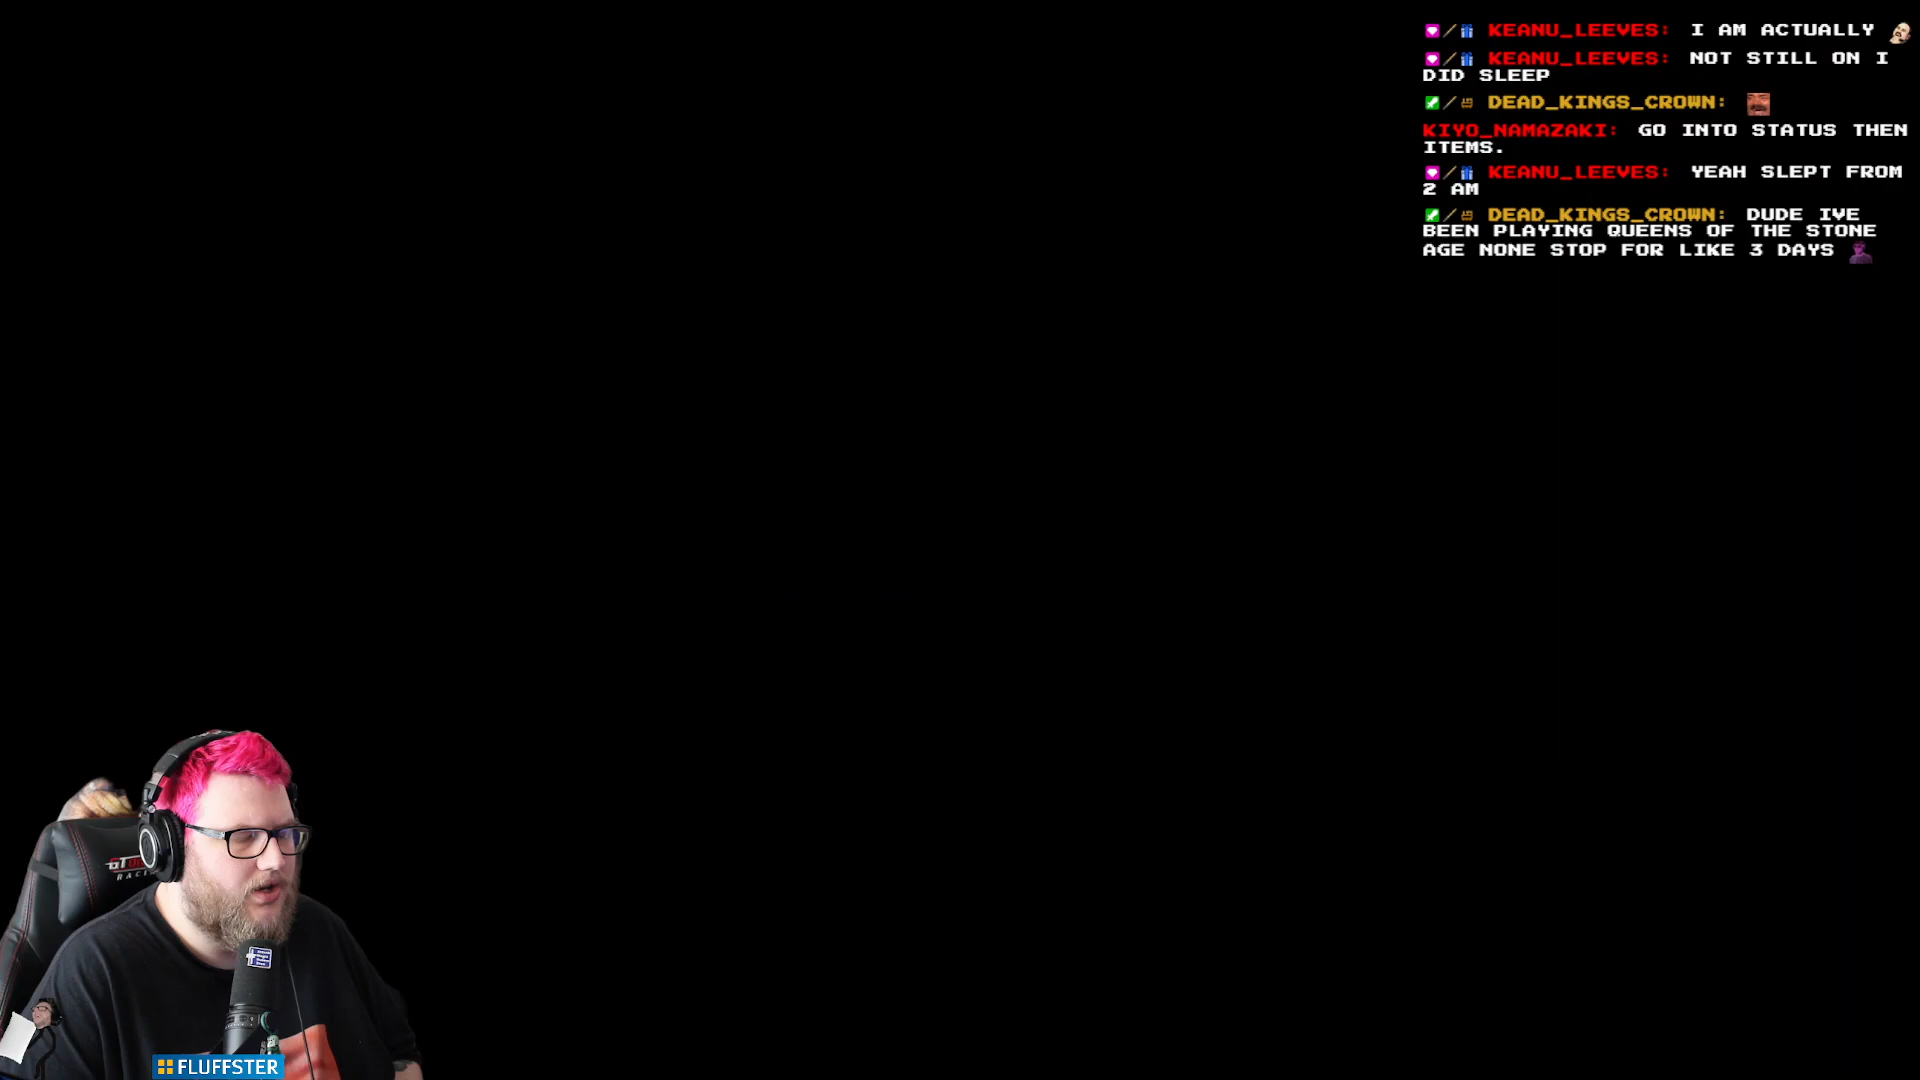 KEANU_LEEVES: I AM ACTUALLY
KEANU_LEEVES: NOT STILL ON I
DID SLEEP
DEAD_KINGS_CROWN:
KIYO_NAMAZAKI: GO INTO STATUS THEN
ITEMS.
KEANU_LEEVES: YEAH SLEPT FROM
2 AM
DEAD_KINGS_CROWN: DUDE IVE
BEEN PLAYING QUEENS OF THE STONE
AGE NONE STOP FOR LIKE 3 DAYS
GT
RACI
FLUFFSTER